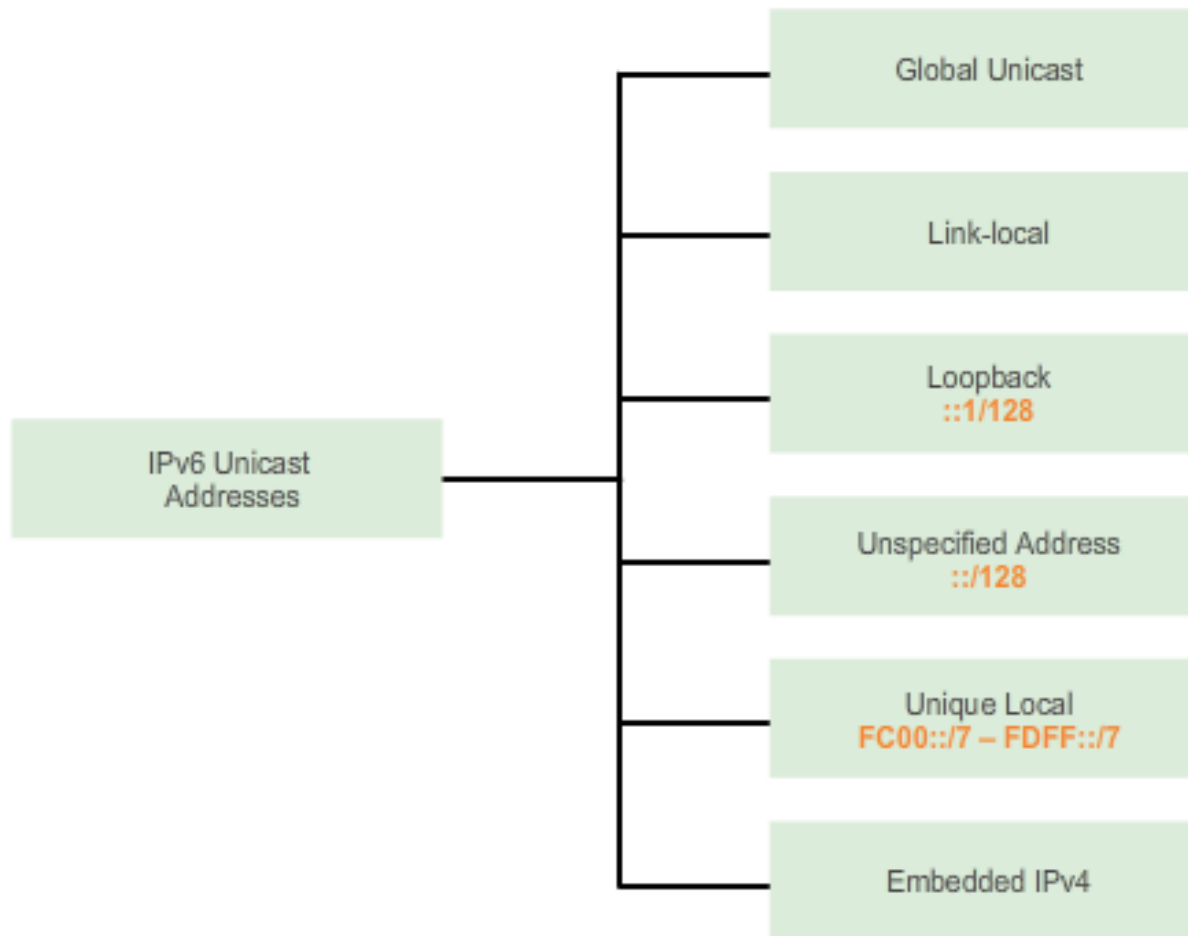 Global Unicast
Link-local
Loopback
::1/128
IPv6 Unicast
Addresses
Unspecified Address
::/128
Unique Local
FC00::/7 – FDFF::/7
Embedded IPv4